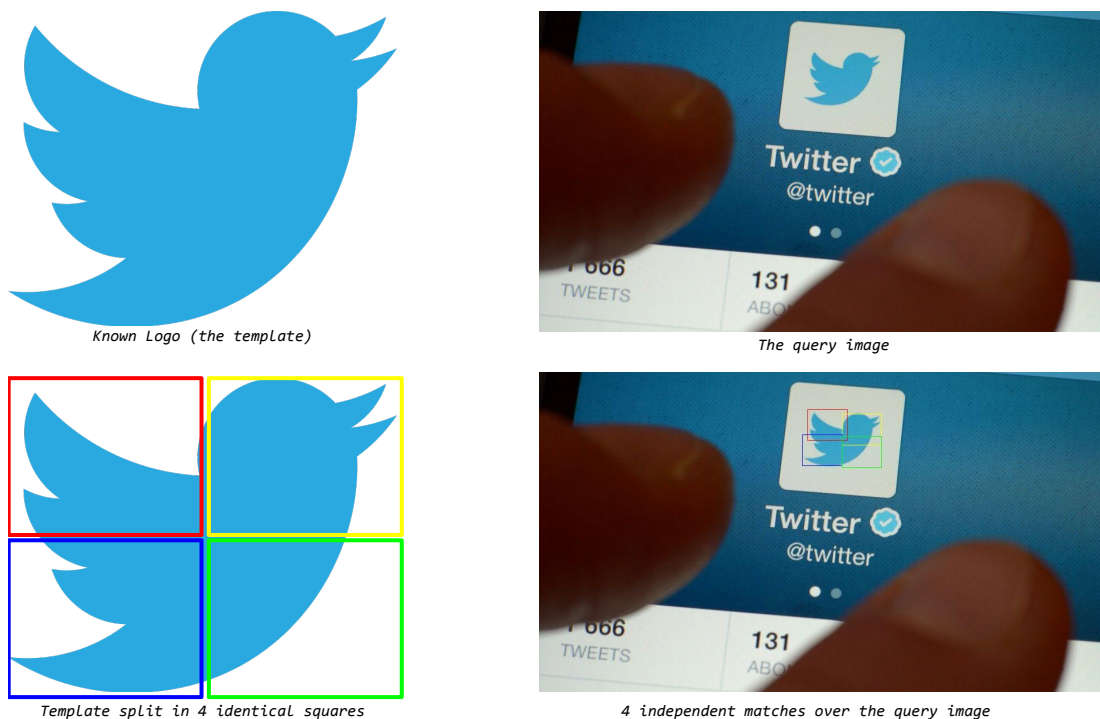 Known Logo (the template)
Twitter
@twitter
666
TWEETS
131
The query image
Template split in 4 identical squares
Twitter
@twitter
666
TWEETS
131
4 independent matches over the query image